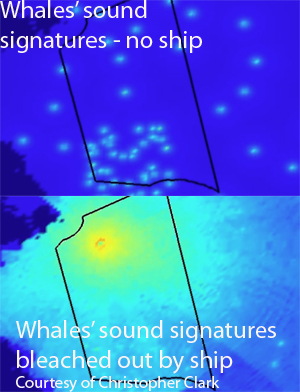 Whales' sound
signatures - no ship
Whales' sound signatures
bleached out by ship
Courtesy of Christopher Clark